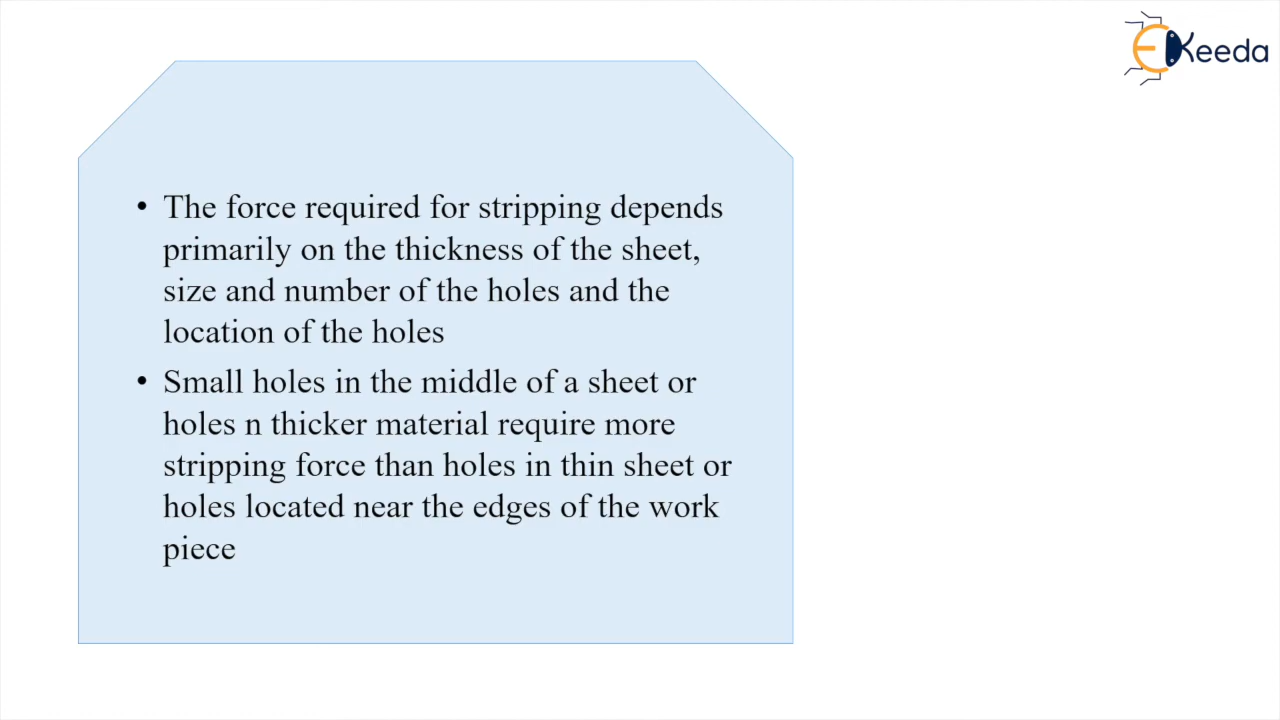 EKeeda
• The force required for stripping depends
primarily on the thickness of the sheet,
size and number of the holes and the
location of the holes
• Small holes in the middle of a sheet or
holes n thicker material require more
stripping force than holes in thin sheet or
holes located near the edges of the work
piece